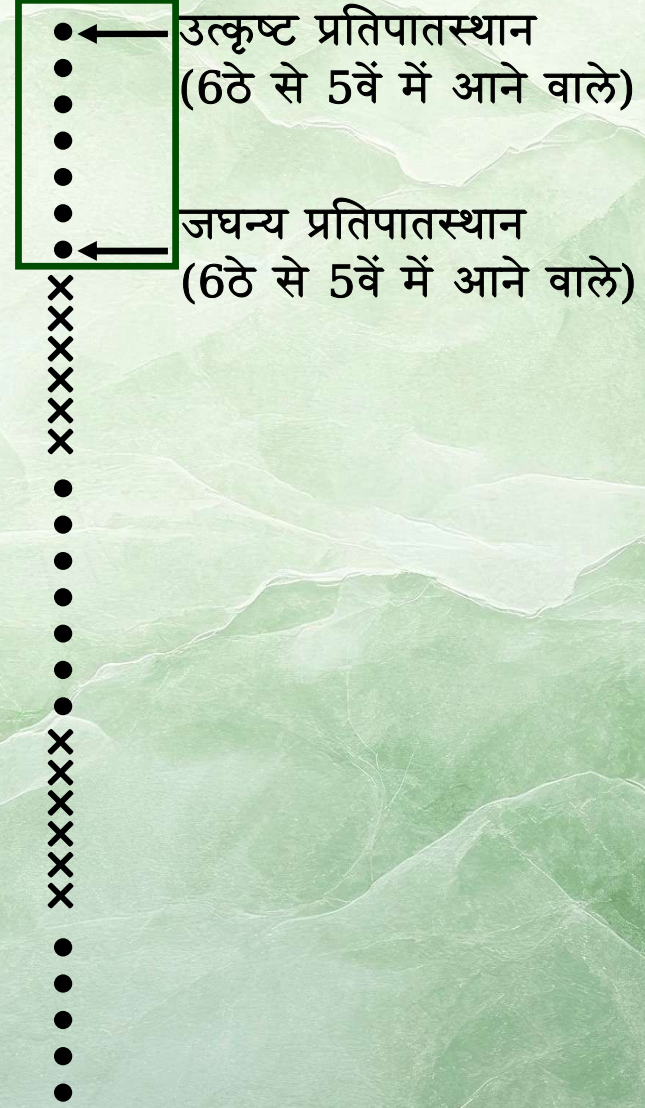 उत्कृष्ट प्रतिपातस्थान
(6ठे से 5वें में आने वाले)
जघन्य प्रतिपातस्थान
(6ठे से 5वें में आने वाले)